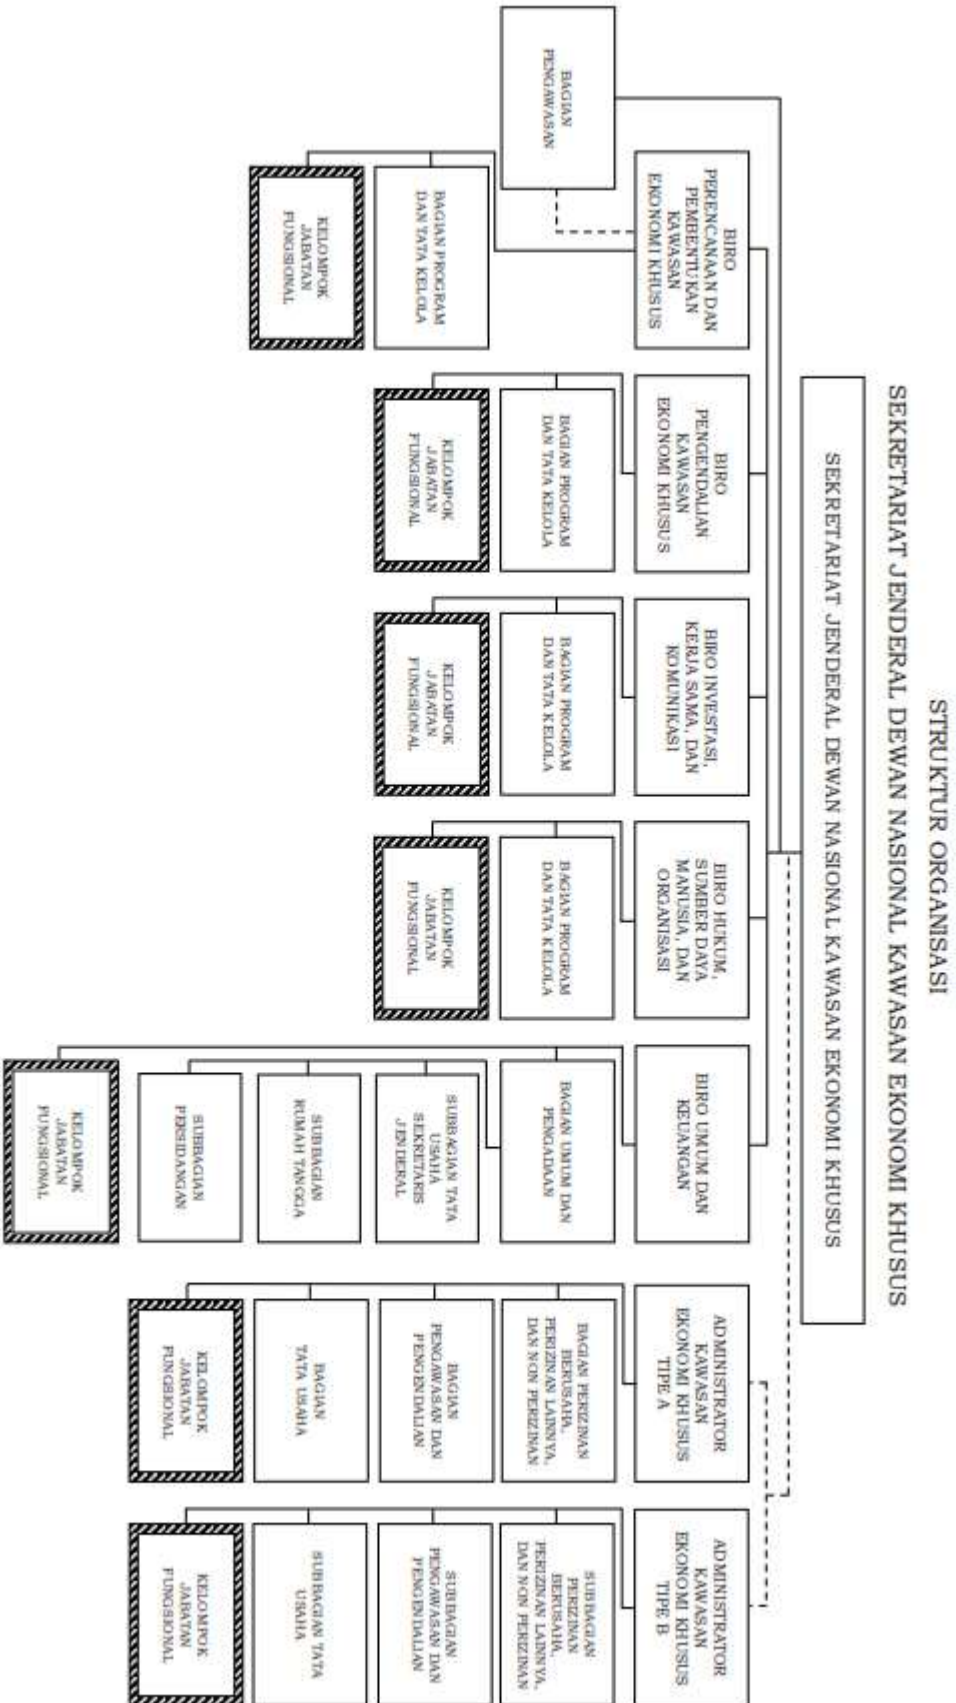 STRUKTUR ORGANISASI
SEKRETARIAT JENDERAL DEWAN NASIONAL KAWASAN EKONOMI KHUSUS
SEKRETARIAT JENDERAL DEWAN NASIONAL KAWASAN EKONOMI KHUSUS
BAGIAN
PENGAWASAN
BIRO
PERENCANAAN DAN
PEMBENTUKAN
KAWASAN
EKONOMI KHUSUS
BAGIAN PROGRAM
DAN TATA KELOLA
KELOMPOK
JABATAN
FUNGSIONAL
BIRO
PENGENDALIAN
KAWASAN
EKONOMI KHUSUS
BAGIAN PROGRAM
DAN TATA KELOLA
KELOMPOK
JABATAN
FUNGSIONAL
BIRO INVESTASI,
KERJA SAMA, DAN
KOMUNIKASI
BAGIAN PROGRAM
DAN TATA KELOLA
KELOMPOK
JABATAN
FUNGSIONAL
BIRO HUKUM,
SUMBER DAYA
MANUSIA, DAN
ORGANISASI
BAGIAN PROGRAM
DAN TATA KELOLA
KELOMPOK
JABATAN
FUNGSIONAL
BIRO UMUM DAN
KEUANGAN
BAGIAN UMUM DAN
PENGADAAN
SUBBAGIAN TATA
USAHA
SEKRETARIS
JENDERAL
SUBBAGIAN
RUMAH TANGGA
SUBBAGIAN
PERSIDANGAN
KELOMPOK
JABATAN
FUNGSIONAL
ADMINISTRATOR
KAWASAN
EKONOMI KHUSUS
TIPE A
BAGIAN PERIZINAN
BERUSAHA,
PERIZINAN LAINNYA,
DAN NON PERIZINAN
BAGIAN
PENGAWASAN DAN
PENGENDALIAN
BAGIAN
TATA USAHA
KELOMPOK
JABATAN
FUNGSIONAL
ADMINISTRATOR
KAWASAN
EKONOMI KHUSUS
TIPE B
SUBBAGIAN
PERIZINAN
BERUSAHA,
PERIZINAN LAINNYA,
DAN NON PERIZINAN
SUBBAGIAN
PENGAWASAN DAN
PENGENDALIAN
SUBBAGIAN TATA
USAHA
KELOMPOK
JABATAN
FUNGSIONAL